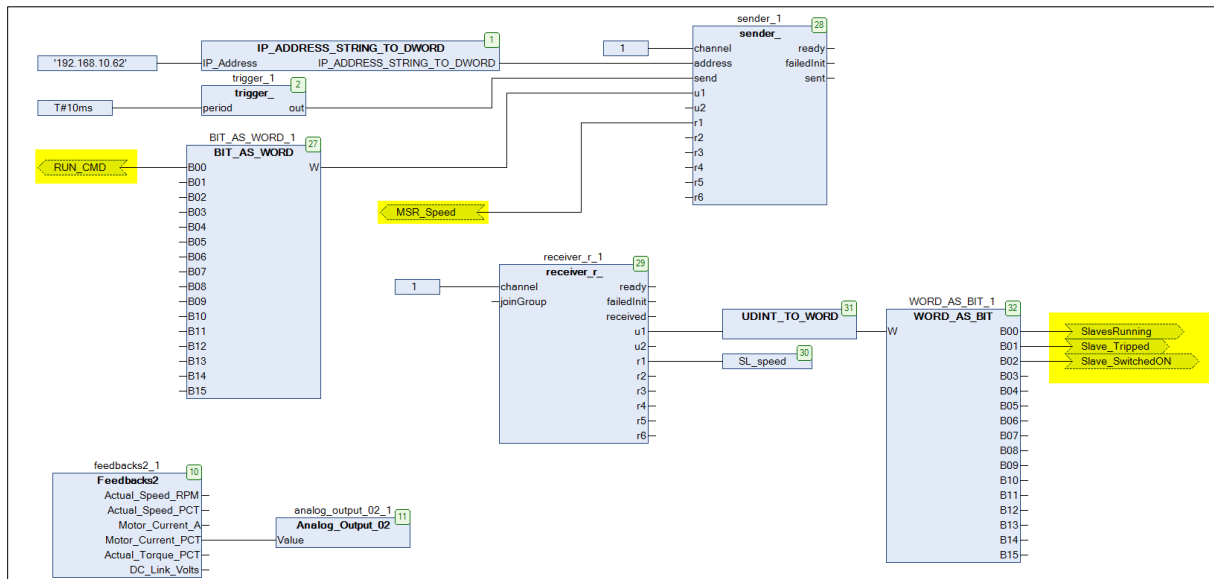 sender_1
28
sender_
1
channel ready
address failedInit
send sent
u1
u2
r1
r2
r3
r4
r5
r6
1
IP_ADDRESS_STRING_TO_DWORD
'192.168.10.62'
IP_Address IP_ADDRESS_STRING_TO_DWORD
trigger_1
2
trigger_
T#10ms
period out
BIT_AS_WORD_1
27
BIT_AS_WORD
RUN_CMD
B00 W
B01
B02
B03
B04
B05
B06
B07
B08
B09
B10
B11
B12
B13
B14
B15
MSR_Speed
receiver_r_1
29
receiver_r_
1
channel ready
joinGroup failedInit
received
u1
u2
r1
r2
r3
r4
r5
r6
31
UDINT_TO_WORD
30
SL_speed
WORD_AS_BIT_1
32
WORD_AS_BIT
W B00
B01
B02
B03
B04
B05
B06
B07
B08
B09
B10
B11
B12
B13
B14
B15
SlavesRunning
Slave_Tripped
Slave_SwitchedON
feedbacks2_1
10
Feedbacks2
Actual_Speed_RPM
Actual_Speed_PCT
Motor_Current_A
Motor_Current_PCT
Actual_Torque_PCT
DC_Link_Volts
analog_output_02_1
11
Analog_Output_02
Value